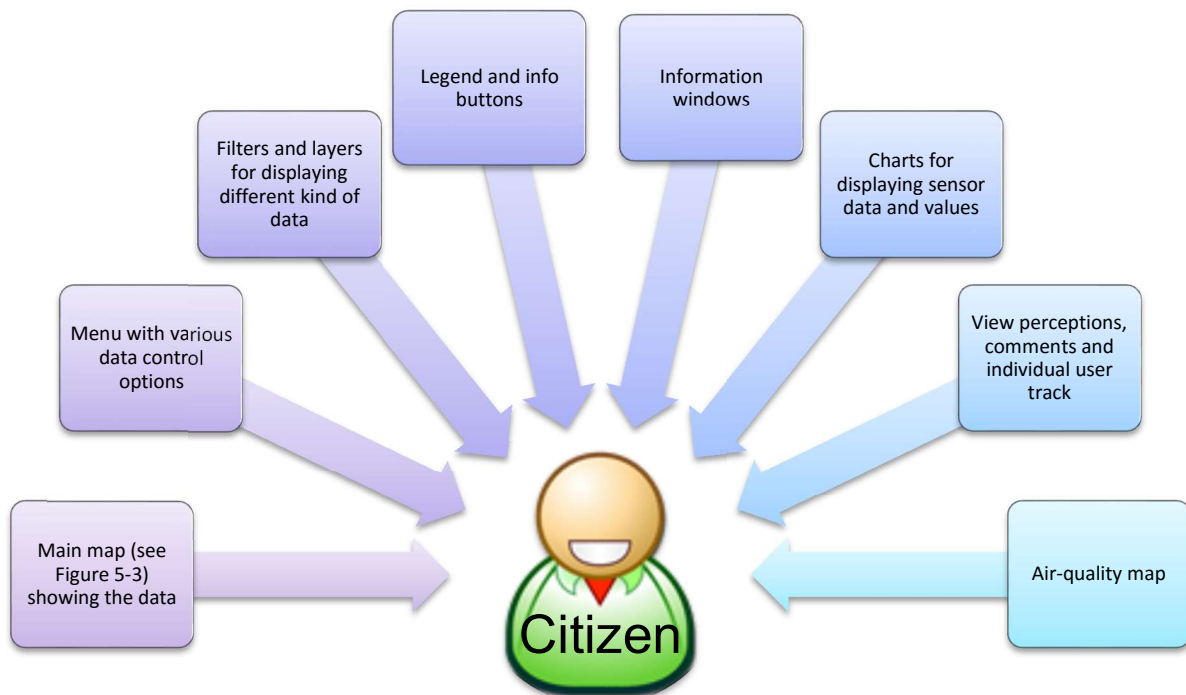 Legend and info
buttons
Information
windows
Filters and layers
for displaying
different kind of
data
Charts for
displaying sensor
data and values
Menu with various
data control
options
View perceptions,
comments and
individual user
track
Main map (see
Figure 5-3)
showing the data
Air-quality map
Citizen